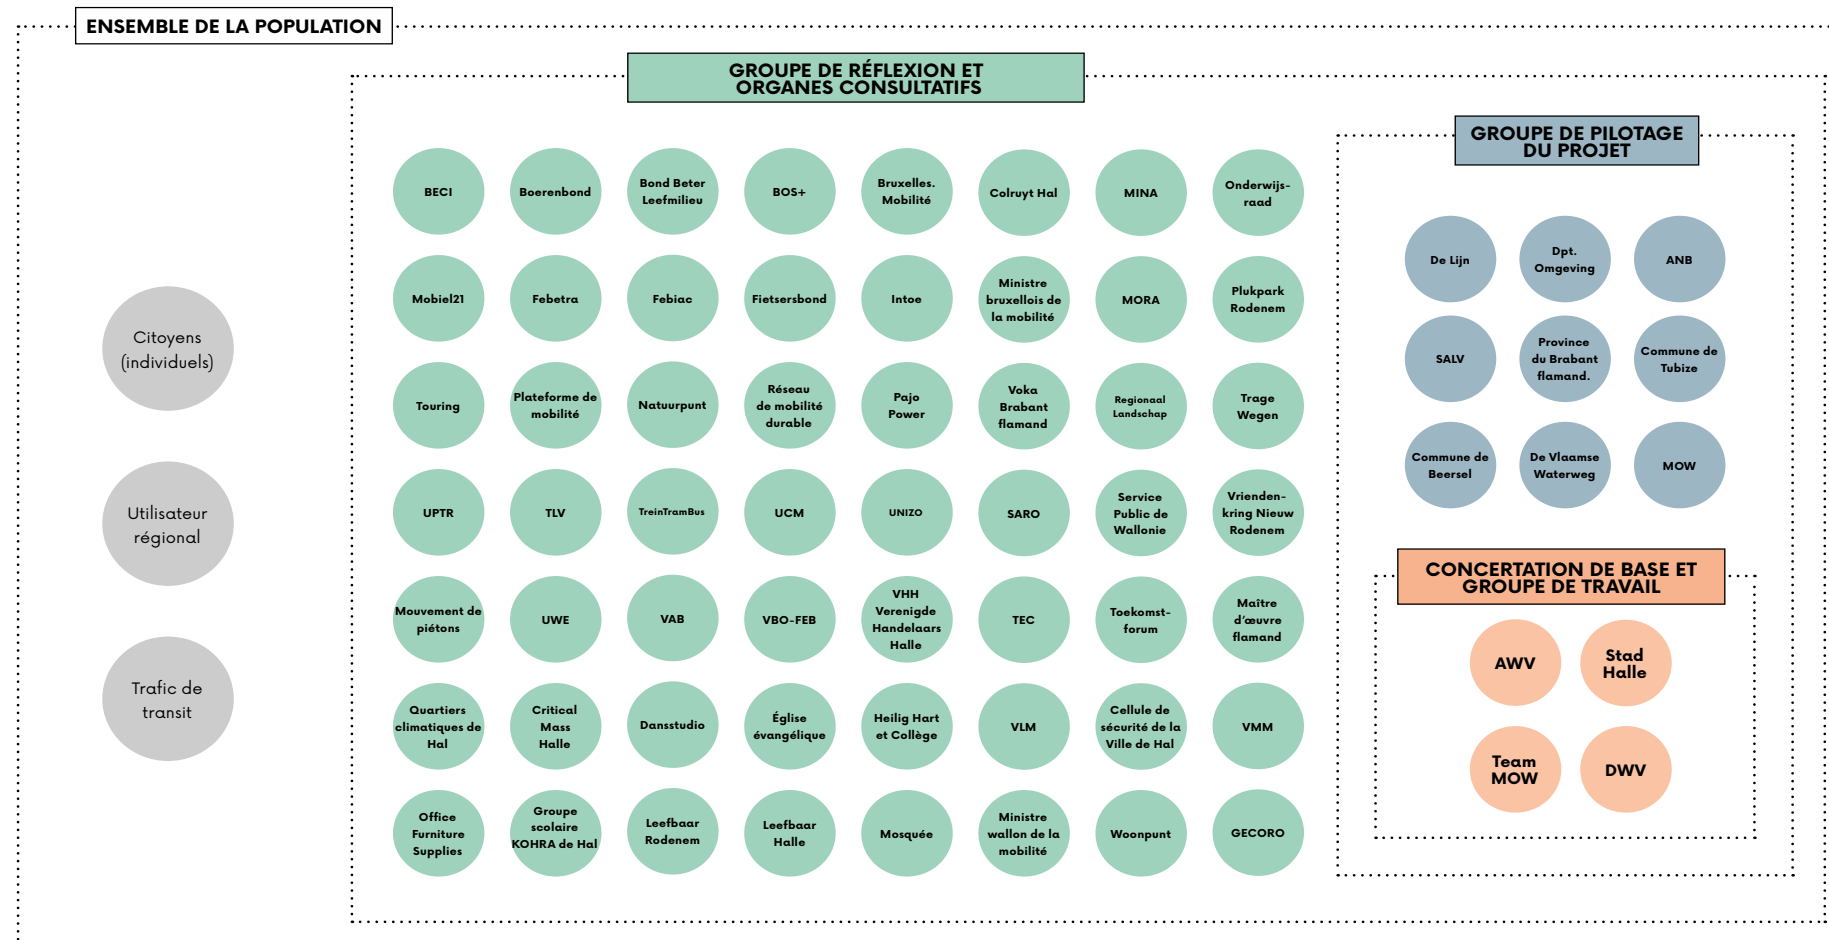 ENSEMBLE DE LA POPULATION
GROUPE DE RÉFLEXION ET
ORGANES CONSULTATIFS
GROUPE DE PILOTAGE
DU PROJET
CONCERTATION DE BASE ET
GROUPE DE TRAVAIL
Citoyens
(individuels)
Utilisateur
régional
Trafic de
transit
BECI
Boerenbond
Bond Beter
Leefmilieu
BOS+
Bruxelles.
Mobilité
Colruyt Hal
MINA
Onderwijs-
raad
Mobiel21
Febetra
Febiac
Fietsersbond
Intoe
Ministre
bruxellois de
la mobilité
MORA
Plukpark
Rodenem
Touring
Plateforme de
mobilité
Natuurpunt
Réseau
de mobilité
durable
Pajo
Power
Voka
Brabant
flamand
Regionaal
Landschap
Trage
Wegen
UPTR
TLV
TreinTramBus
UCM
UNIZO
SARO
Service
Public de
Wallonie
Vrienden-
kring Nieuw
Rodenem
Mouvement de
piétons
UWE
VAB
VBO-FEB
VHH
Verenigde
Handelaars
Halle
TEC
Toekomst-
forum
Maître
d'œuvre
flamand
Quartiers
climatiques de
Hal
Critical
Mass
Halle
Dansstudio
Église
évangélique
Heilig Hart
et Collège
VLM
Cellule de
sécurité de la
Ville de Hal
VMM
Office
Furniture
Supplies
Groupe
scolaire
KOHRA de Hal
Leefbaar
Rodenem
Leefbaar
Halle
Mosquée
Ministre
wallon de la
mobilité
Woonpunt
GECORO
De Lijn
Dpt.
Omgeving
ANB
SALV
Province
du Brabant
flamand.
Commune de
Tubize
Commune de
Beersel
De Vlaamse
Waterweg
MOW
AWV
Stad
Halle
Team
MOW
DWV